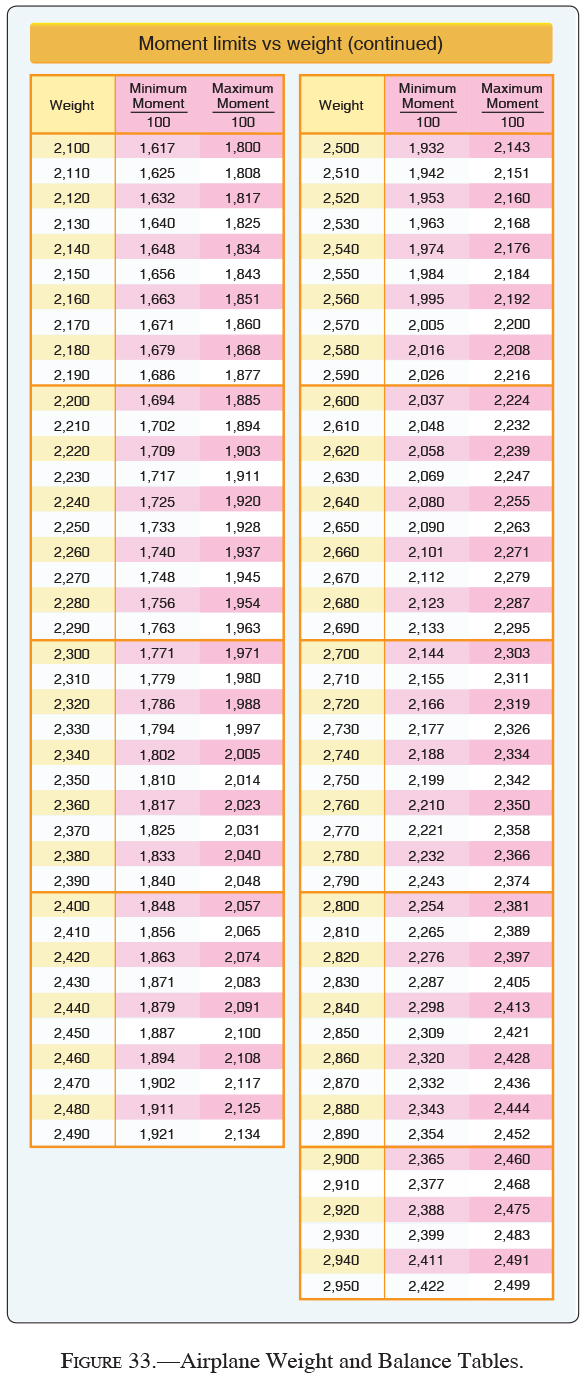 Moment limits vs weight (continued)
Weight Minimum Moment 100 Maximum Moment 100
2,100 1,617 1,800
2,110 1,625 1,808
2,120 1,632 1,817
2,130 1,640 1,825
2,140 1,648 1,834
2,150 1,656 1,843
2,160 1,663 1,851
2,170 1,671 1,860
2,180 1,679 1,868
2,190 1,686 1,877
2,200 1,694 1,885
2,210 1,702 1,894
2,220 1,709 1,903
2,230 1,717 1,911
2,240 1,725 1,920
2,250 1,733 1,928
2,260 1,740 1,937
2,270 1,748 1,945
2,280 1,756 1,954
2,290 1,763 1,963
2,300 1,771 1,971
2,310 1,779 1,980
2,320 1,786 1,988
2,330 1,794 1,997
2,340 1,802 2,005
2,350 1,810 2,014
2,360 1,817 2,023
2,370 1,825 2,031
2,380 1,833 2,040
2,390 1,840 2,048
2,400 1,848 2,057
2,410 1,856 2,065
2,420 1,863 2,074
2,430 1,871 2,083
2,440 1,879 2,091
2,450 1,887 2,100
2,460 1,894 2,108
2,470 1,902 2,117
2,480 1,911 2,125
2,490 1,921 2,134
Weight Minimum Moment 100 Maximum Moment 100
2,500 1,932 2,143
2,510 1,942 2,151
2,520 1,953 2,160
2,530 1,963 2,168
2,540 1,974 2,176
2,550 1,984 2,184
2,560 1,995 2,192
2,570 2,005 2,200
2,580 2,016 2,208
2,590 2,026 2,216
2,600 2,037 2,224
2,610 2,048 2,232
2,620 2,058 2,239
2,630 2,069 2,247
2,640 2,080 2,255
2,650 2,090 2,263
2,660 2,101 2,271
2,670 2,112 2,279
2,680 2,123 2,287
2,690 2,133 2,295
2,700 2,144 2,303
2,710 2,155 2,311
2,720 2,166 2,319
2,730 2,177 2,326
2,740 2,188 2,334
2,750 2,199 2,342
2,760 2,210 2,350
2,770 2,221 2,358
2,780 2,232 2,366
2,790 2,243 2,374
2,800 2,254 2,381
2,810 2,265 2,389
2,820 2,276 2,397
2,830 2,287 2,405
2,840 2,298 2,413
2,850 2,309 2,421
2,860 2,320 2,428
2,870 2,332 2,436
2,880 2,343 2,444
2,890 2,354 2,452
2,900 2,365 2,460
2,910 2,377 2,468
2,920 2,388 2,475
2,930 2,399 2,483
2,940 2,411 2,491
2,950 2,422 2,499
FIGURE 33.—Airplane Weight and Balance Tables.